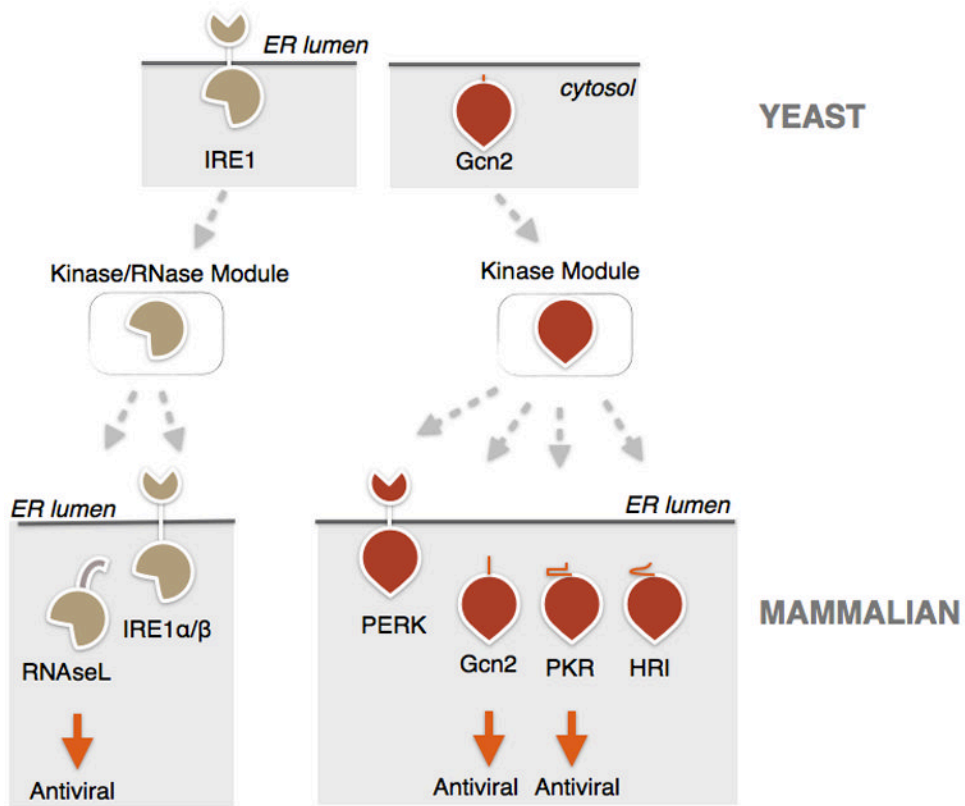 ER lumen
IRE1
cytosol
Gcn2
YEAST
Kinase/RNase Module
Kinase Module
ER lumen
RNAseL
IRE1α/β
Antiviral
ER lumen
PERK
Gcn2
PKR
HRI
Antiviral
Antiviral
MAMMALIAN